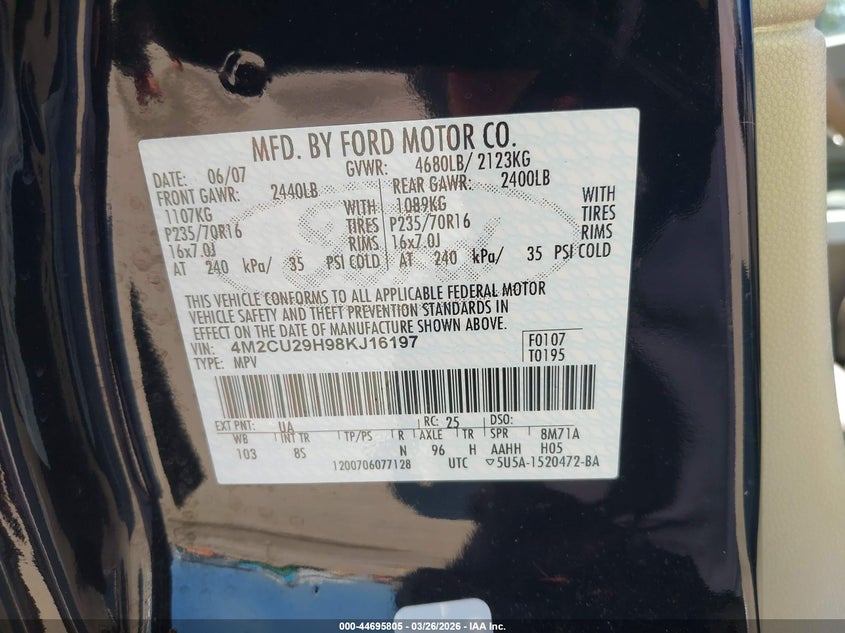 MFD. BY FORD MOTOR CO.
DATE: 06/07 GVWR: 4680LB/ 2123KG
FRONT GAWR: 2440LB REAR GAWR: 2400LB
1107KG WITH 1089KG WITH
P235/70R16 TIRES P235/70R16 TIRES
16x7.0J RIMS 16x7.0J RIMS
AT 240 kPa/ 35 PSI COLD AT 240 kPa/ 35 PSI COLD
THIS VEHICLE CONFORMS TO ALL APPLICABLE FEDERAL MOTOR
VEHICLE SAFETY AND THEFT PREVENTION STANDARDS IN
EFFECT ON THE DATE OF MANUFACTURE SHOWN ABOVE.
VIN: 4M2CU29H98KJ16197 F0107
TYPE: MPV T0195
EXT PNT: UA RC: 25 DSO:
WB INT TR TP/PS R AXLE TR SPR 8M71A
103 8S N 96 H AAHH H05
1200706077128 UTC ▽5U5A-1520472-BA
000-44695805 - 03/26/2026 - IAA Inc.